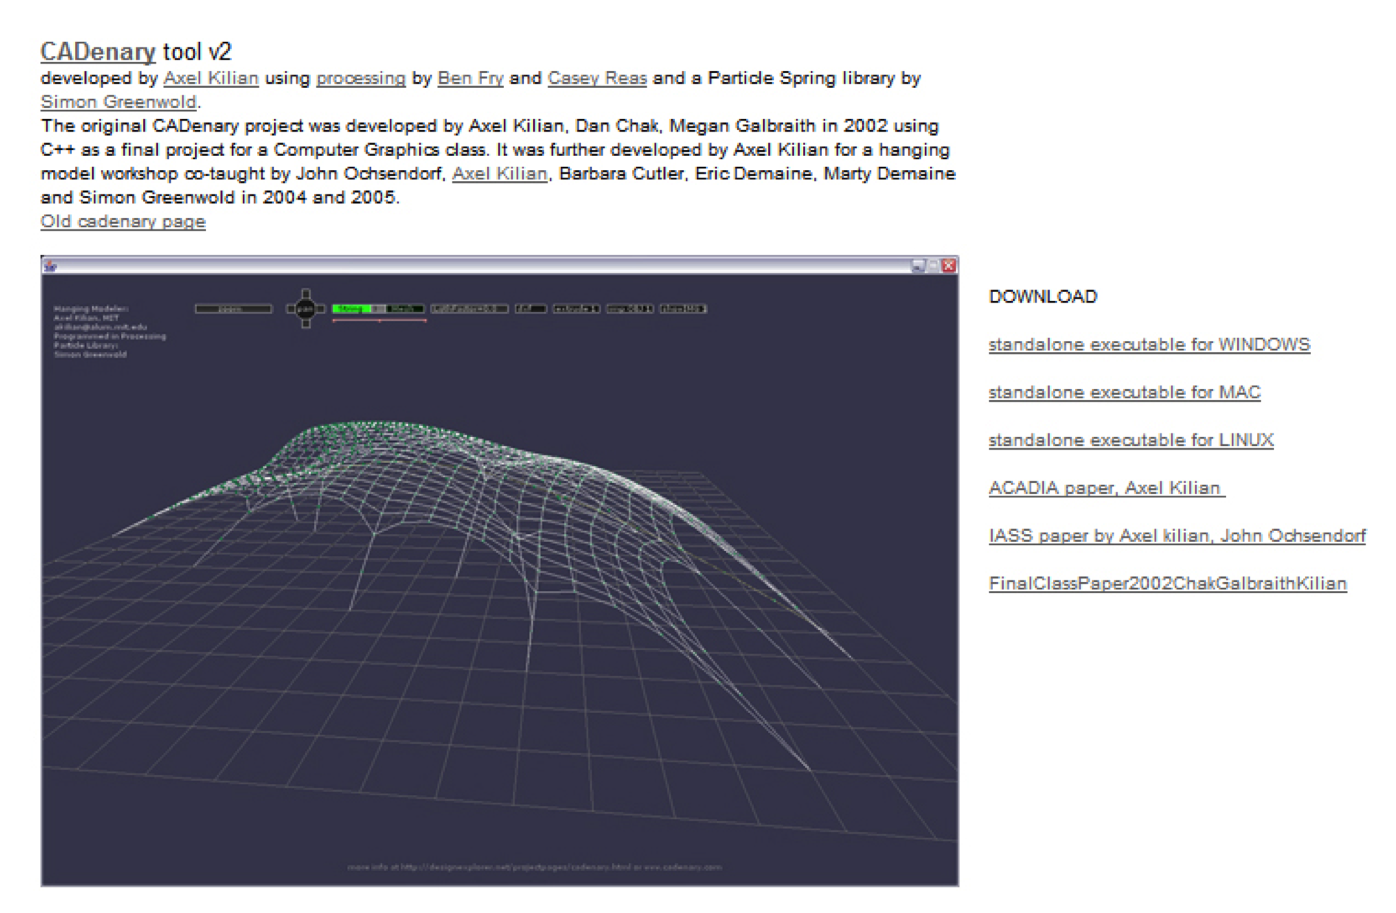 CADenary tool v2
developed by Axel Kilian using processing by Ben Fry and Casey Reas and a Particle Spring library by
Simon Greenwold.
The original CADenary project was developed by Axel Kilian, Dan Chak, Megan Galbraith in 2002 using
C++ as a final project for a Computer Graphics class. It was further developed by Axel Kilian for a hanging
model workshop co-taught by John Ochsendorf, Axel Kilian, Barbara Cutler, Eric Demaine, Marty Demaine
and Simon Greenwold in 2004 and 2005.
Old cadenary page
Hanging Modeler:
Axel Kilian, MIT
akilian@alum.mit.edu
Programmed in Processing
Particle Library:
Simon Greenwold
zoom
pan
String
Mesh
dxf
more info at http://designexplorer.net/projectpages/cadenary.html or www.cadenary.com
DOWNLOAD
standalone executable for WINDOWS
standalone executable for MAC
standalone executable for LINUX
ACADIA paper, Axel Kilian
IASS paper by Axel kilian, John Ochsendorf
FinalClassPaper2002ChakGalbraithKilian